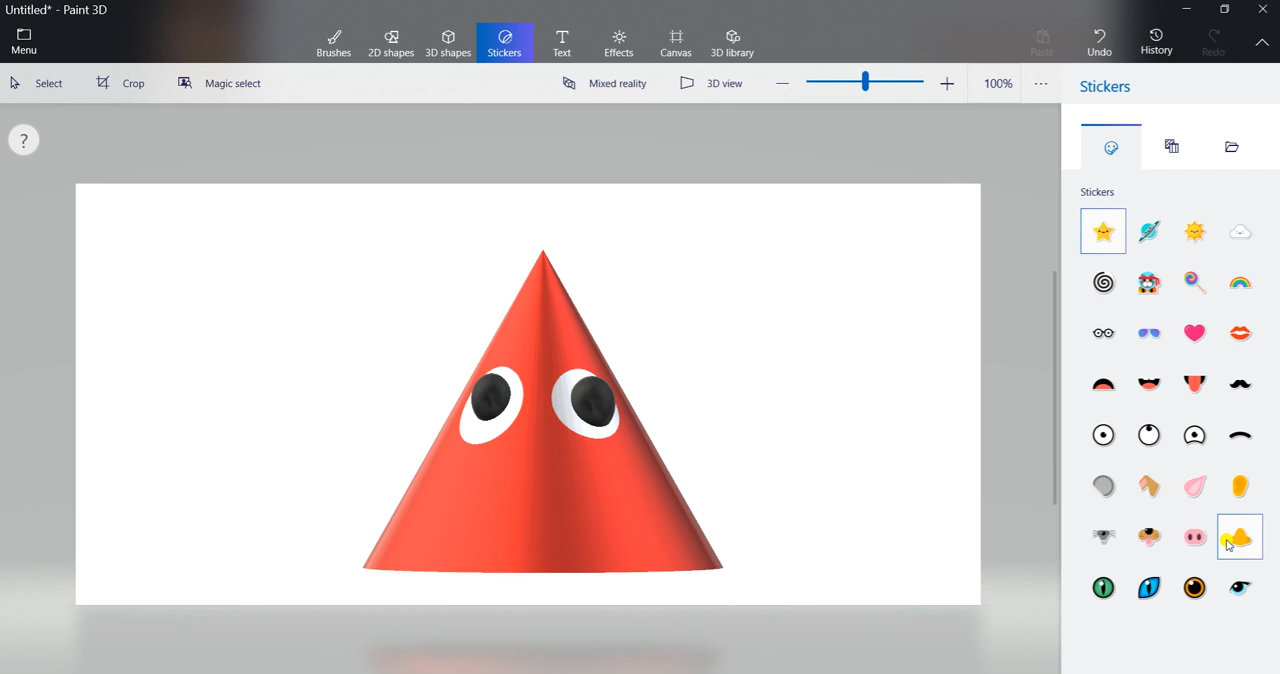 Untitled* - Paint 3D
Menu
Brushes 2D shapes 3D shapes Stickers Text Effects Canvas 3D library Paste Undo History Redo
Select Crop Magic select Mixed reality 3D view 100% Stickers
?
Stickers